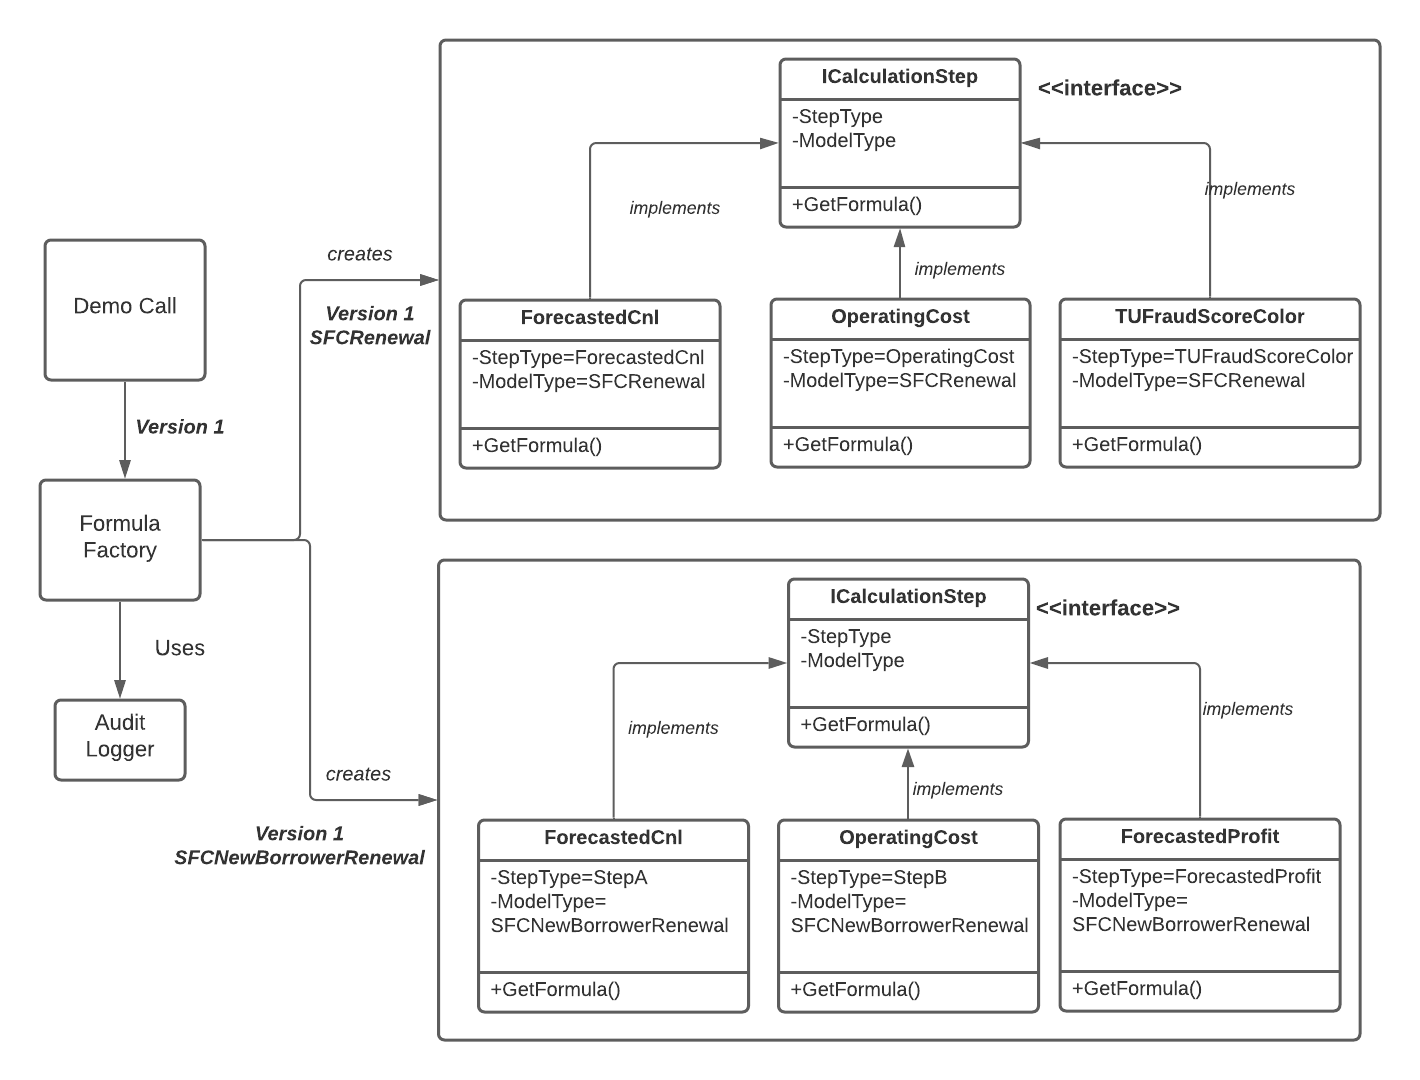 Demo Call
Version 1
Formula
Factory
Uses
Audit
Logger
creates
Version 1
SFCRenewal
ICalculationStep
<<interface>>
-StepType
-ModelType
+GetFormula()
implements
implements
implements
ForecastedCnl
-StepType=ForecastedCnl
-ModelType=SFCRenewal
+GetFormula()
OperatingCost
-StepType=OperatingCost
-ModelType=SFCRenewal
+GetFormula()
TUFraudScoreColor
-StepType=TUFraudScoreColor
-ModelType=SFCRenewal
+GetFormula()
creates
Version 1
SFCNewBorrowerRenewal
ICalculationStep
<<interface>>
-StepType
-ModelType
+GetFormula()
implements
implements
implements
ForecastedCnl
-StepType=StepA
-ModelType=
SFCNewBorrowerRenewal
+GetFormula()
OperatingCost
-StepType=StepB
-ModelType=
SFCNewBorrowerRenewal
+GetFormula()
ForecastedProfit
-StepType=ForecastedProfit
-ModelType=
SFCNewBorrowerRenewal
+GetFormula()